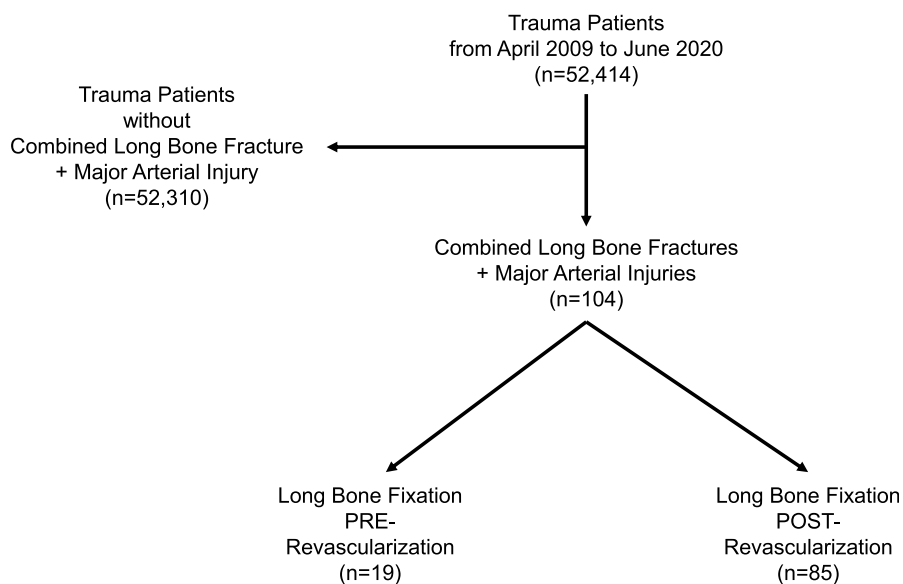 Trauma Patients
from April 2009 to June 2020
(n=52,414)
Trauma Patients
without
Combined Long Bone Fracture
+ Major Arterial Injury
(n=52,310)
Combined Long Bone Fractures
+ Major Arterial Injuries
(n=104)
Long Bone Fixation
PRE-
Revascularization
(n=19)
Long Bone Fixation
POST-
Revascularization
(n=85)